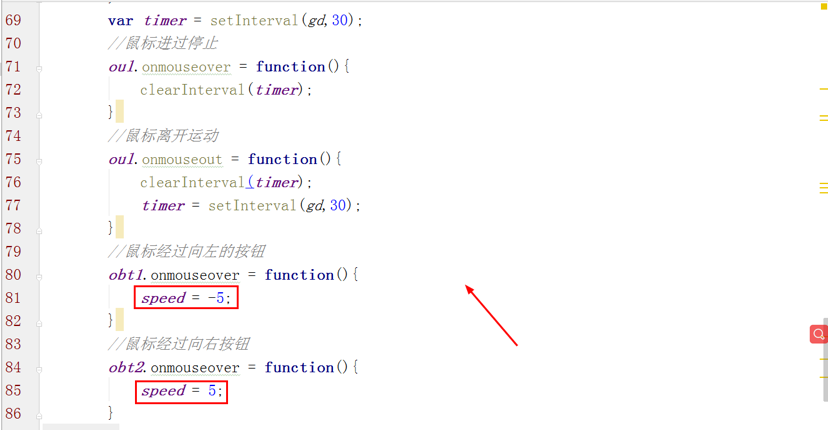 69 var timer = setInterval(gd,30);
70 //鼠标进过停止
71 oul.onmouseover = function(){
72 clearInterval(timer);
73 }
74 //鼠标离开运动
75 oul.onmouseout = function(){
76 clearInterval(timer);
77 timer = setInterval(gd,30);
78 }
79 //鼠标经过向左的按钮
80 obt1.onmouseover = function(){
81 speed = -5;
82 }
83 //鼠标经过向右按钮
84 obt2.onmouseover = function(){
85 speed = 5;
86 }